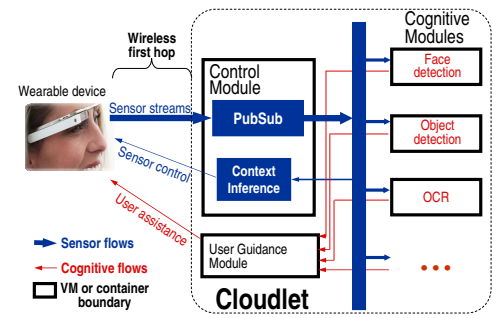 Wireless
first hop
Cognitive
Modules
Control
Module
Face
detection
Wearable device
Sensor streams
PubSub
Object
detection
Sensor control
Context
Inference
OCR
User assistance
User Guidance
Module
Sensor flows
Cognitive flows
VM or container
boundary
Cloudlet